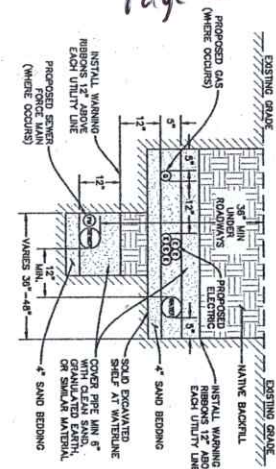 Page
EXISTING GRADE
EXISTING GRADE
PROPOSED GAS
(WHERE OCCURS)
5"
5"
12"
36" MIN
UNDER
ROADWAYS
PROPOSED
ELECTRIC
5"
NATIVE BACKFILL
INSTALL WARNING
RIBBONS 12" AB
EACH UTILITY LINE
INSTALL WARNING
RIBBONS 12" ABOVE
EACH UTILITY LINE
12"
12"
PROPOSED SEWER
FORCE MAIN
(WHERE OCCURS)
12"
MIN.
VARIES 36"-48"
4" SAND BEDDING
SOLID EXCAVATED
SHELF AT WATERLINE
COVER PIPE MIN 6"
WITH CLEAN SAND,
GRANULATED EARTH,
OR SIMILAR MATERIAL
4" SAND BEDDING